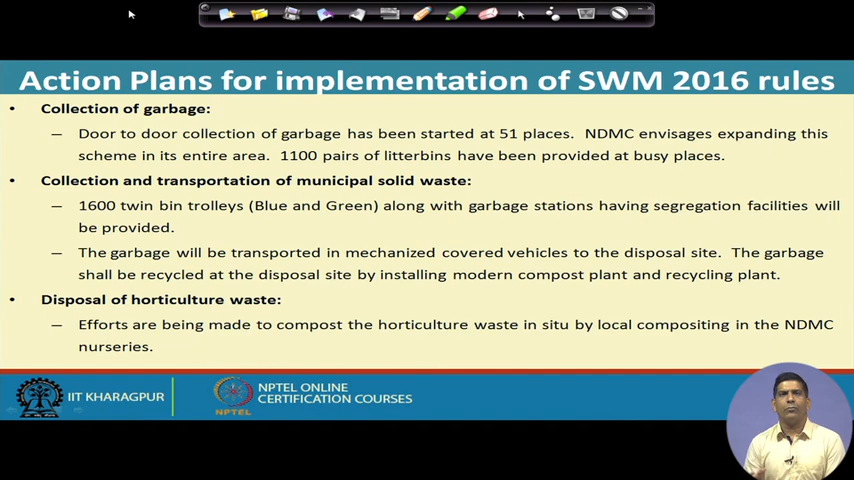 Action Plans for implementation of SWM 2016 rules
• Collection of garbage:
– Door to door collection of garbage has been started at 51 places. NDMC envisages expanding this
scheme in its entire area. 1100 pairs of litterbins have been provided at busy places.
• Collection and transportation of municipal solid waste:
– 1600 twin bin trolleys (Blue and Green) along with garbage stations having segregation facilities will
be provided.
– The garbage will be transported in mechanized covered vehicles to the disposal site. The garbage
shall be recycled at the disposal site by installing modern compost plant and recycling plant.
• Disposal of horticulture waste:
– Efforts are being made to compost the horticulture waste in situ by local compositing in the NDMC
nurseries.
IIT KHARAGPUR
NPTEL
NPTEL ONLINE
CERTIFICATION COURSES